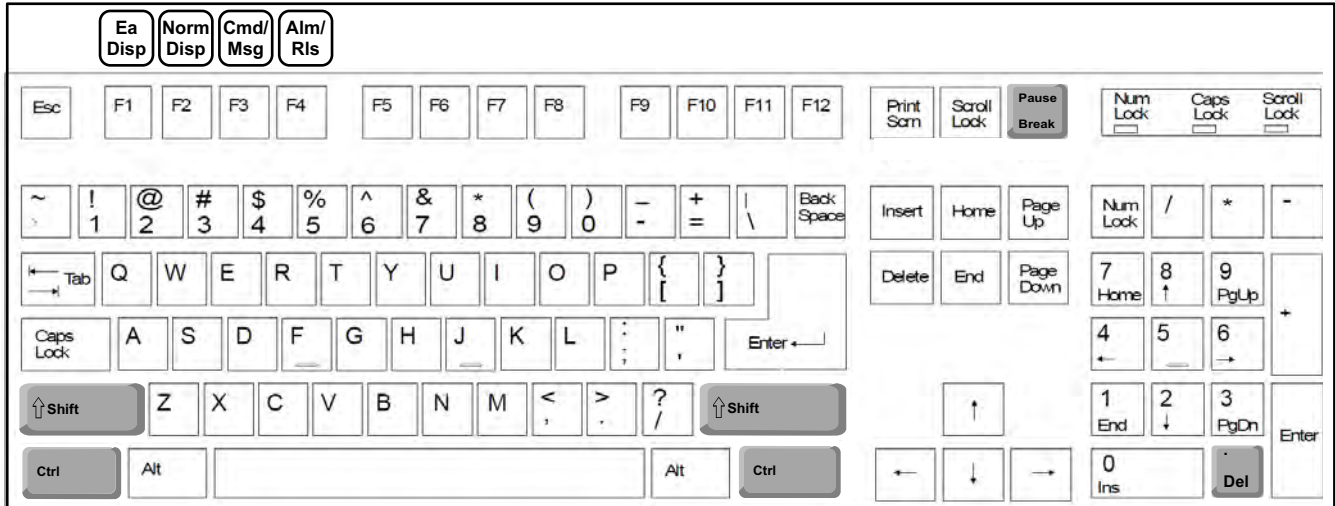 Ea Disp Norm Disp Cmd/ Msg Alm/ Rls
Esc F1 F2 F3 F4 F5 F6 F7 F8 F9 F10 F11 F12 Print Scrn Scroll Lock Pause Break Num Lock Caps Lock Scroll Lock
~ ` ! 1 @ 2 # 3 $ 4 % 5 ^ 6 & 7 * 8 ( 9 ) 0 _ - + = | \ Back Space Insert Home Page Up Num Lock / * -
Tab Q W E R T Y U I O P { [ } ] Delete End Page Down 7 Home 8 ↑ 9 PgUp +
Caps Lock A S D F G H J K L : ; " ' Enter 4 ← 5 6 →
⇧ Shift Z X C V B N M < , > . ? / ⇧ Shift ↑ 1 End 2 ↓ 3 PgDn Enter
Ctrl Alt Alt Ctrl ← ↓ → 0 Ins . Del